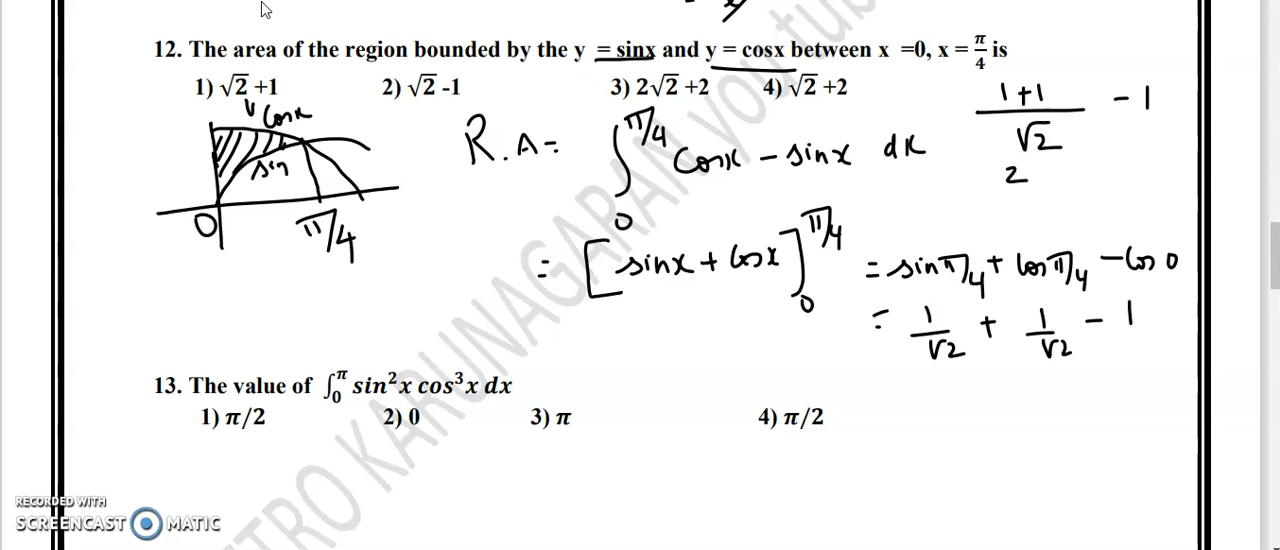 12. The area of the region bounded by the y = sinx and y = cosx between x =0, x = π/4 is
1) √2 +1 2) √2 -1 3) 2√2 +2 4) √2 +2
cosx
sin
0 π/4
R.A = ∫₀^π/4 cosx - sinx dx
= [sinx + cosx]₀^π/4
= sin π/4 + cos π/4 - cos 0
= 1/√2 + 1/√2 - 1
1+1/√2 - 1
2
13. The value of ∫₀^π sin²x cos³x dx
1) π/2 2) 0 3) π 4) π/2
RECORDED WITH
SCREENCAST MATIC
TRO KARUNAGARAN you tub